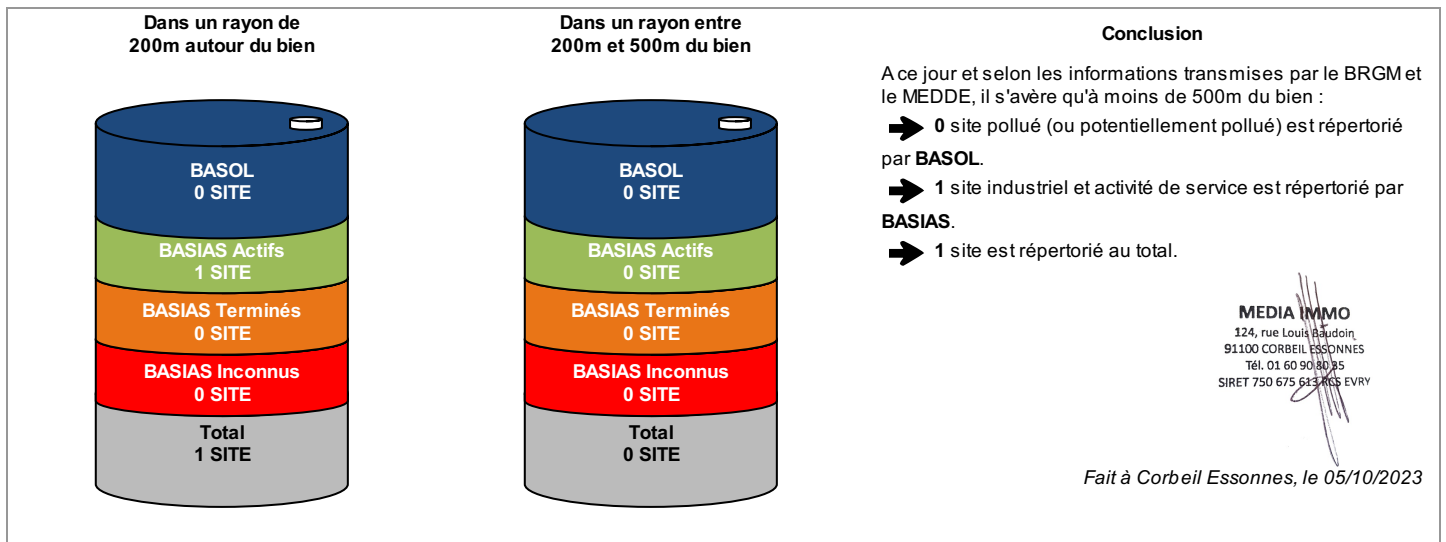 Dans un rayon de
200m autour du bien
BASOL
0 SITE
BASIAS Actifs
1 SITE
BASIAS Terminés
0 SITE
BASIAS Inconnus
0 SITE
Total
1 SITE
Dans un rayon entre
200m et 500m du bien
BASOL
0 SITE
BASIAS Actifs
0 SITE
BASIAS Terminés
0 SITE
BASIAS Inconnus
0 SITE
Total
0 SITE
Conclusion
A ce jour et selon les informations transmises par le BRGM et
le MEDDE, il s'avère qu'à moins de 500m du bien :
0 site pollué (ou potentiellement pollué) est répertorié
par BASOL.
1 site industriel et activité de service est répertorié par
BASIAS.
1 site est répertorié au total.
MEDIA IMMO
124, rue Louis Baudoin
91100 CORBEIL ESSONNES
Tél. 01 60 90 80 85
SIRET 750 675 613 RCS EVRY
Fait à Corbeil Essonnes, le 05/10/2023